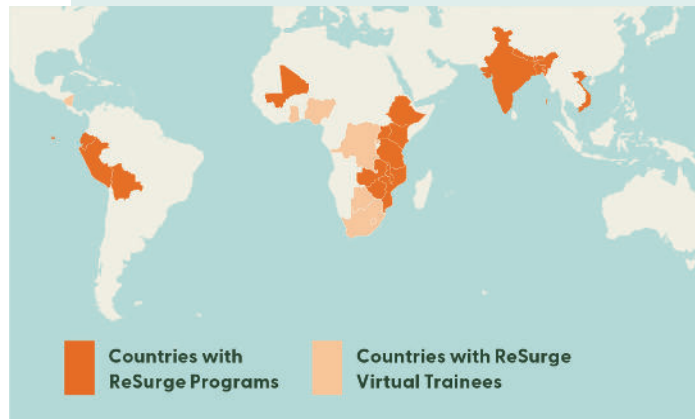 Countries with
ReSurge Programs
Countries with ReSurge
Virtual Trainees